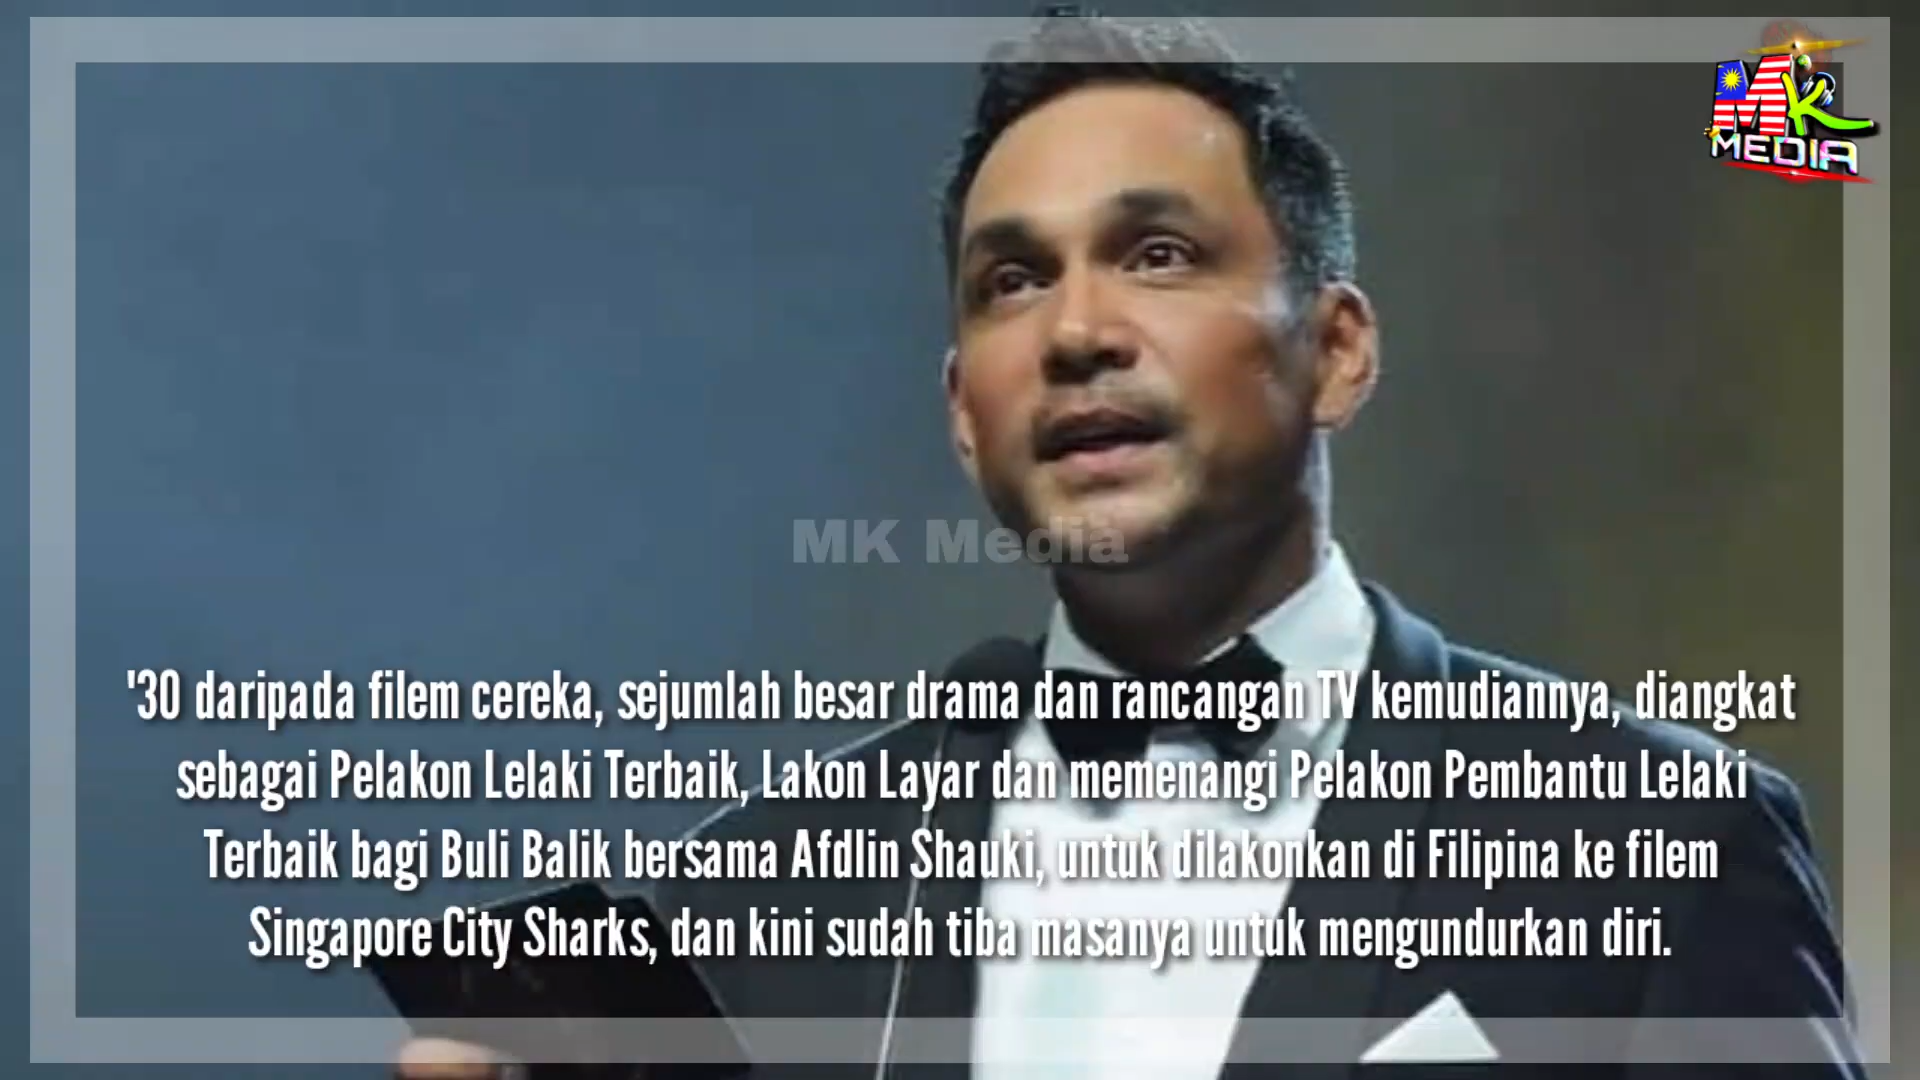 MK
MEDIA
MK Media
'30 daripada filem cereka, sejumlah besar drama dan rancangan TV kemudiannya, diangkat
sebagai Pelakon Lelaki Terbaik, Lakon Layar dan memenangi Pelakon Pembantu Lelaki
Terbaik bagi Buli Balik bersama Afdlin Shauki, untuk dilakonkan di Filipina ke filem
Singapore City Sharks, dan kini sudah tiba masanya untuk mengundurkan diri.